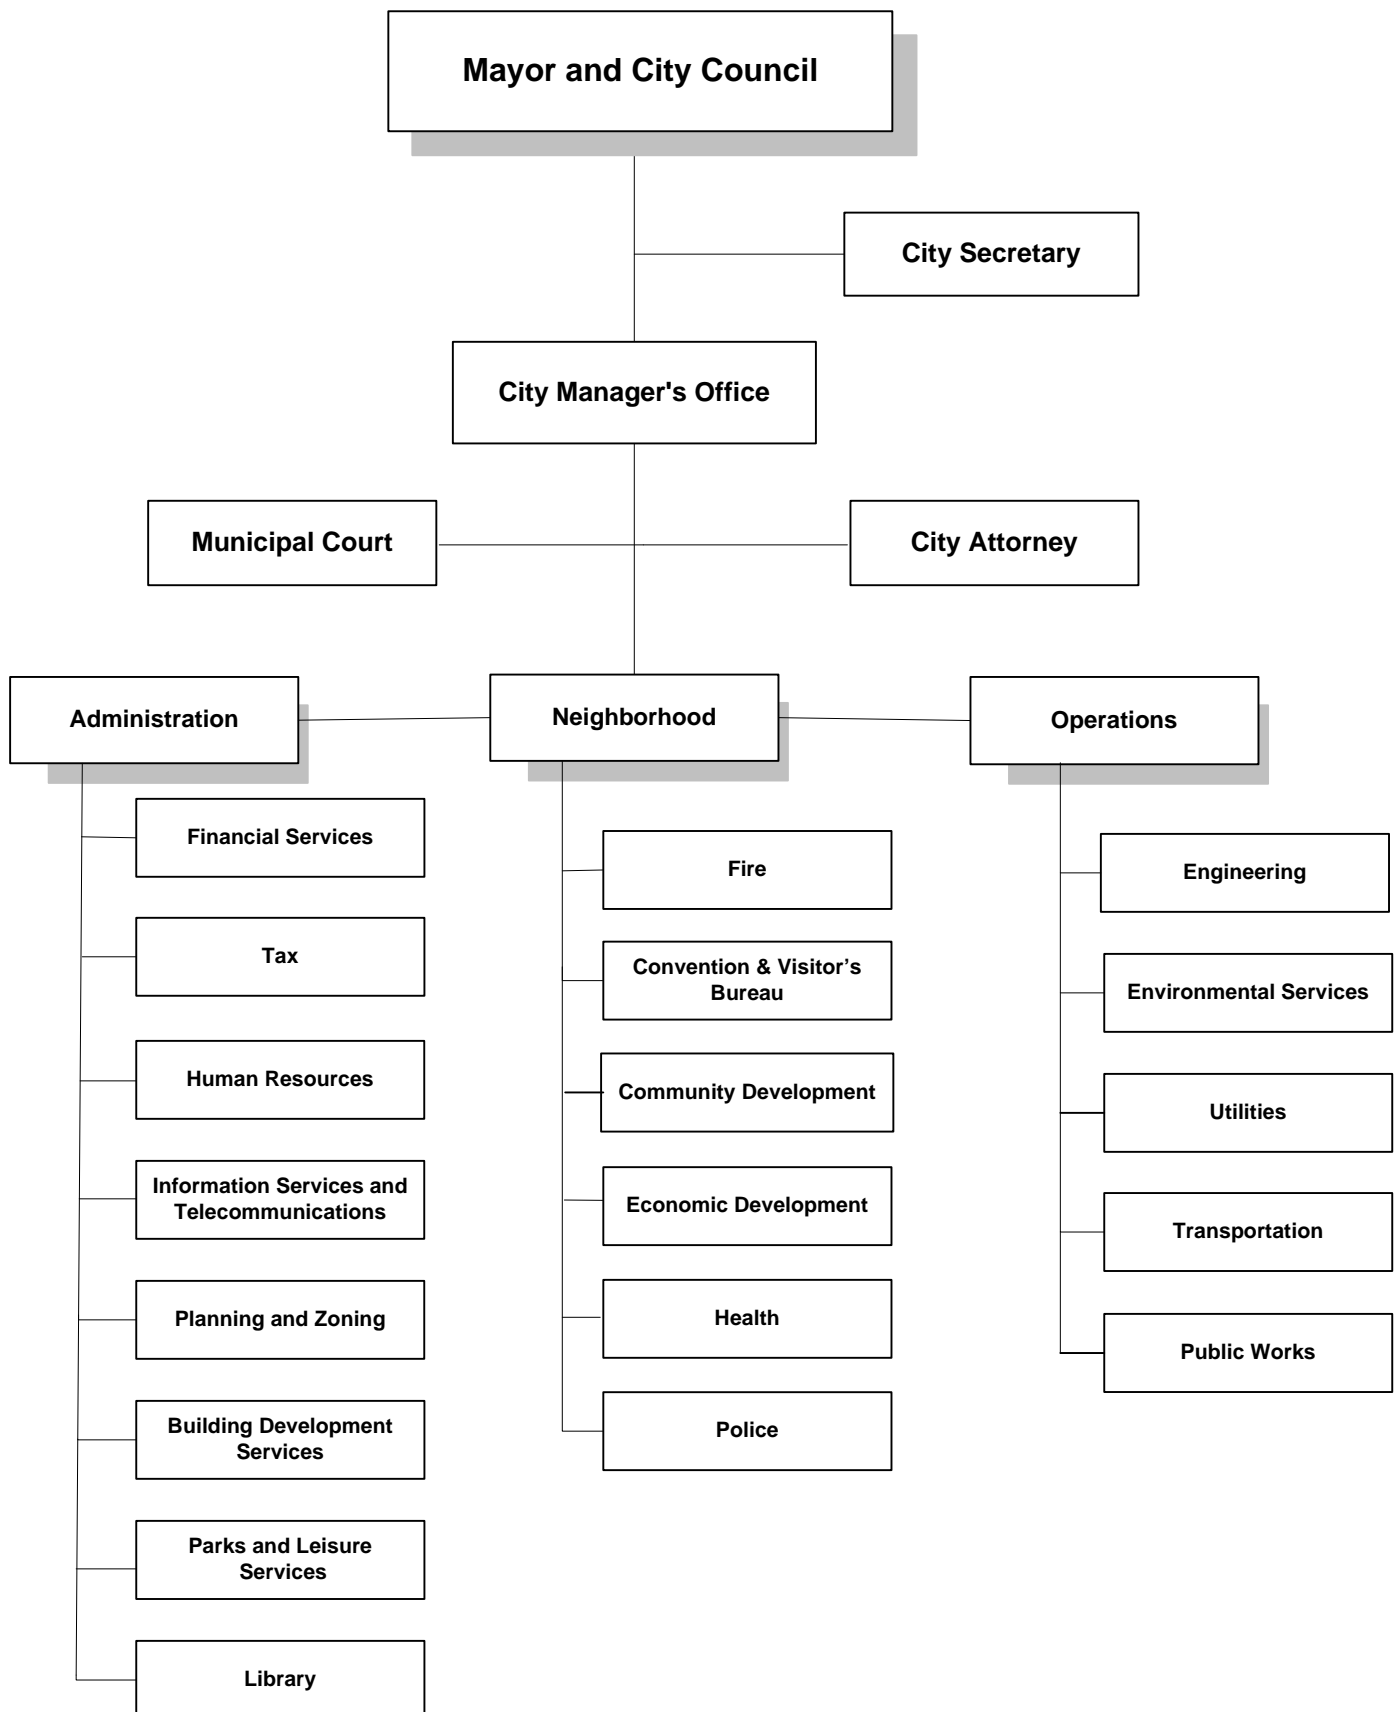 Mayor and City Council
City Secretary
City Manager's Office
Municipal Court
City Attorney
Administration
Neighborhood
Operations
Financial Services
Tax
Human Resources
Information Services and
Telecommunications
Planning and Zoning
Building Development
Services
Parks and Leisure
Services
Library
Fire
Convention & Visitor’s
Bureau
Community Development
Economic Development
Health
Police
Engineering
Environmental Services
Utilities
Transportation
Public Works